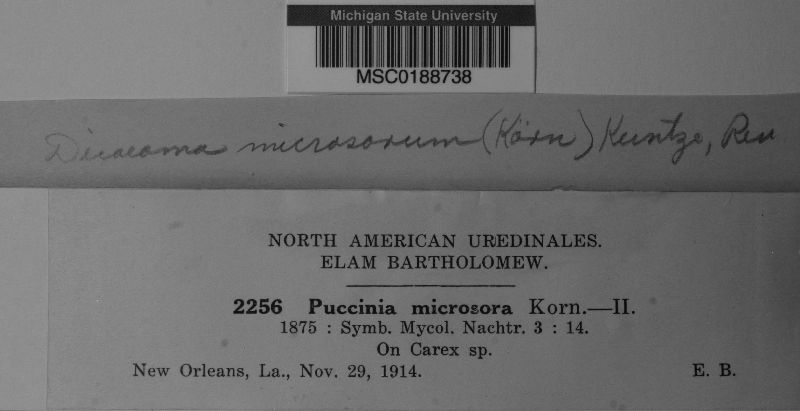 Michigan State University
MSC0188738
Dicaeoma microsorum (Körn) Kuntze, Rev
NORTH AMERICAN UREDINALES.
ELAM BARTHOLOMEW.
2256 Puccinia microsora Korn.—II.
1875 : Symb. Mycol. Nachtr. 3 : 14.
On Carex sp.
New Orleans, La., Nov. 29, 1914. E. B.